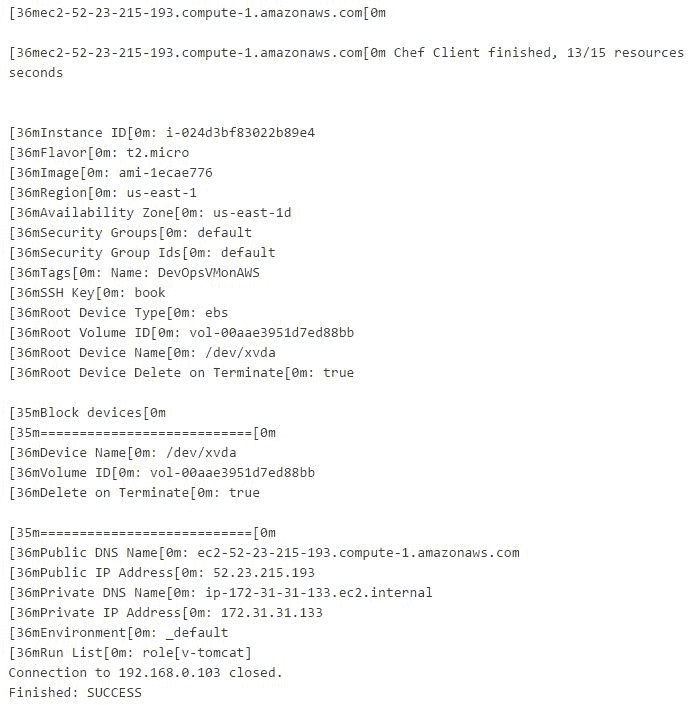 [36mec2-52-23-215-193.compute-1.amazonaws.com[0m
[36mec2-52-23-215-193.compute-1.amazonaws.com[0m Chef Client finished, 13/15 resources
seconds
[36mInstance ID[0m: i-024d3bf83022b89e4
[36mFlavor[0m: t2.micro
[36mImage[0m: ami-1ecae776
[36mRegion[0m: us-east-1
[36mAvailability Zone[0m: us-east-1d
[36mSecurity Groups[0m: default
[36mSecurity Group Ids[0m: default
[36mTags[0m: Name: DevOpsVMonAWS
[36mSSH Key[0m: book
[36mRoot Device Type[0m: ebs
[36mRoot Volume ID[0m: vol-00aae3951d7ed88bb
[36mRoot Device Name[0m: /dev/xvda
[36mRoot Device Delete on Terminate[0m: true
[35mBlock devices[0m
[35m===========================[0m
[36mDevice Name[0m: /dev/xvda
[36mVolume ID[0m: vol-00aae3951d7ed88bb
[36mDelete on Terminate[0m: true
[35m===========================[0m
[36mPublic DNS Name[0m: ec2-52-23-215-193.compute-1.amazonaws.com
[36mPublic IP Address[0m: 52.23.215.193
[36mPrivate DNS Name[0m: ip-172-31-31-133.ec2.internal
[36mPrivate IP Address[0m: 172.31.31.133
[36mEnvironment[0m: _default
[36mRun List[0m: role[v-tomcat]
Connection to 192.168.0.103 closed.
Finished: SUCCESS